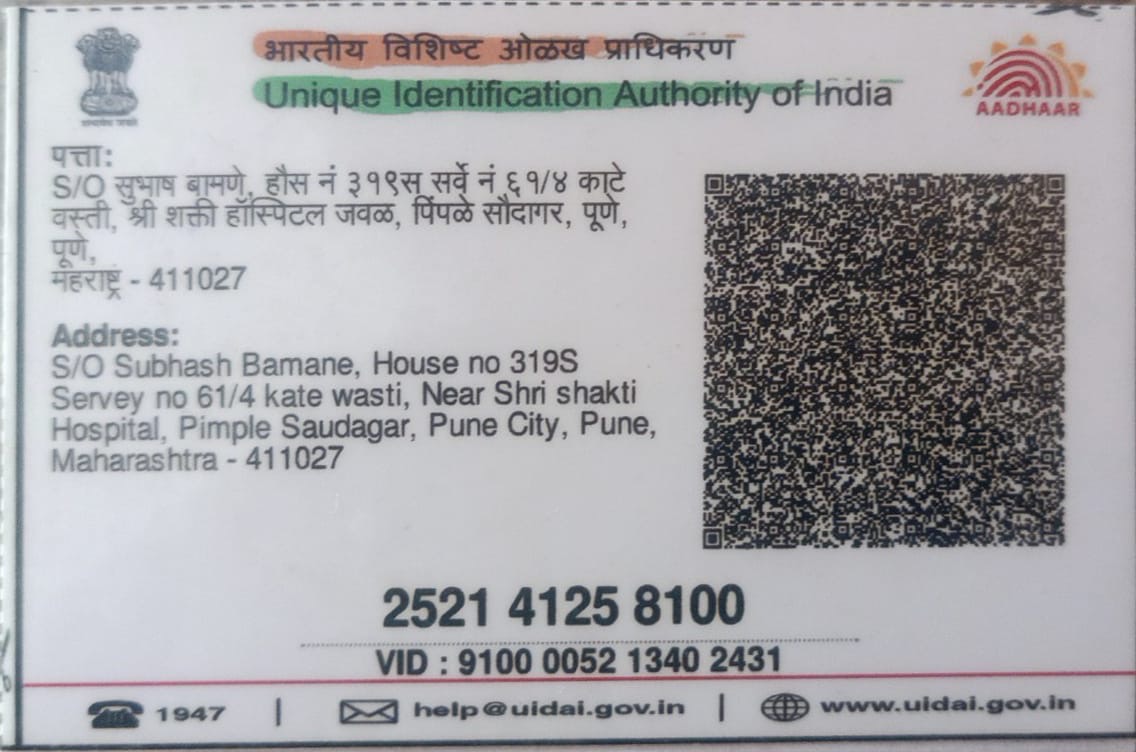 भारतीय विशिष्ट ओळख प्राधिकरण
Unique Identification Authority of India
AADHAAR
सत्यमेव जयते
पत्ता:
S/O सुभाष बामणे, हौस नं ३१९स सर्वे नं ६१/४ काटे
वस्ती, श्री शक्ती हॉस्पिटल जवळ, पिंपळे सौदागर, पूणे,
पूणे,
महराष्ट्र - 411027
Address:
S/O Subhash Bamane, House no 319S
Servey no 61/4 kate wasti, Near Shri shakti
Hospital, Pimple Saudagar, Pune City, Pune,
Maharashtra - 411027
2521 4125 8100
VID : 9100 0052 1340 2431
1947 | help@uidai.gov.in | www.uidai.gov.in